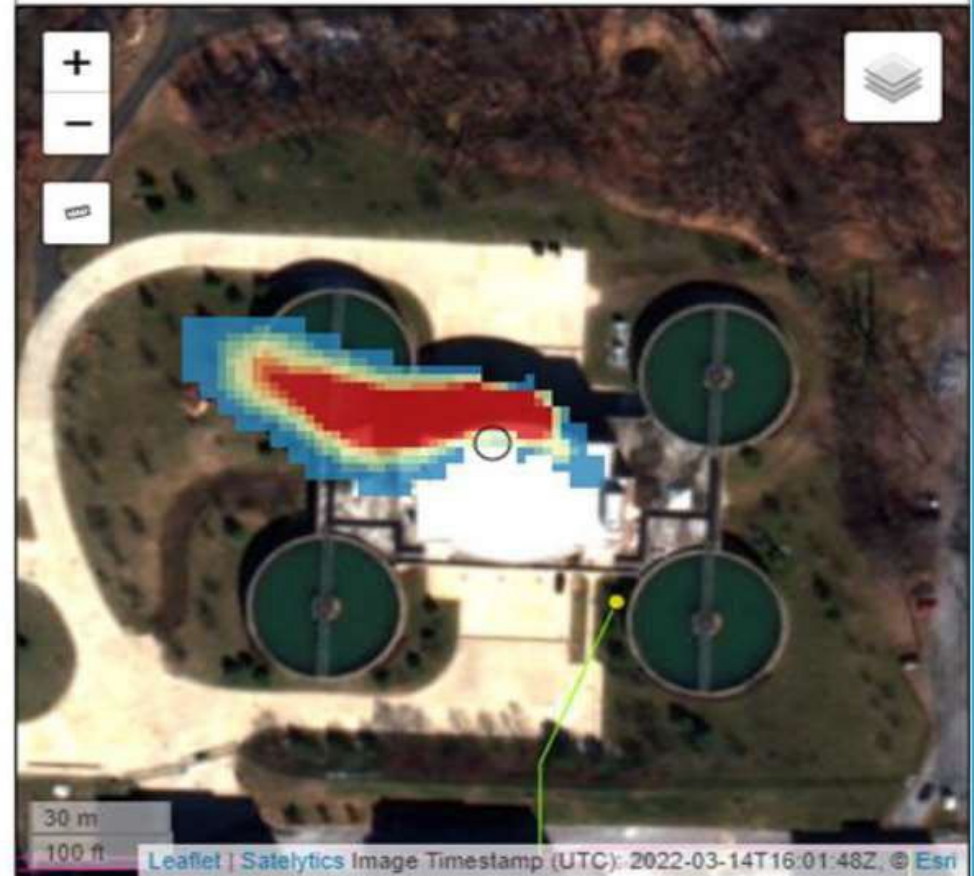 +
−
30 m
100 ft
Leaflet | Satelytics Image Timestamp (UTC): 2022-03-14T16:01:48Z, © Esri